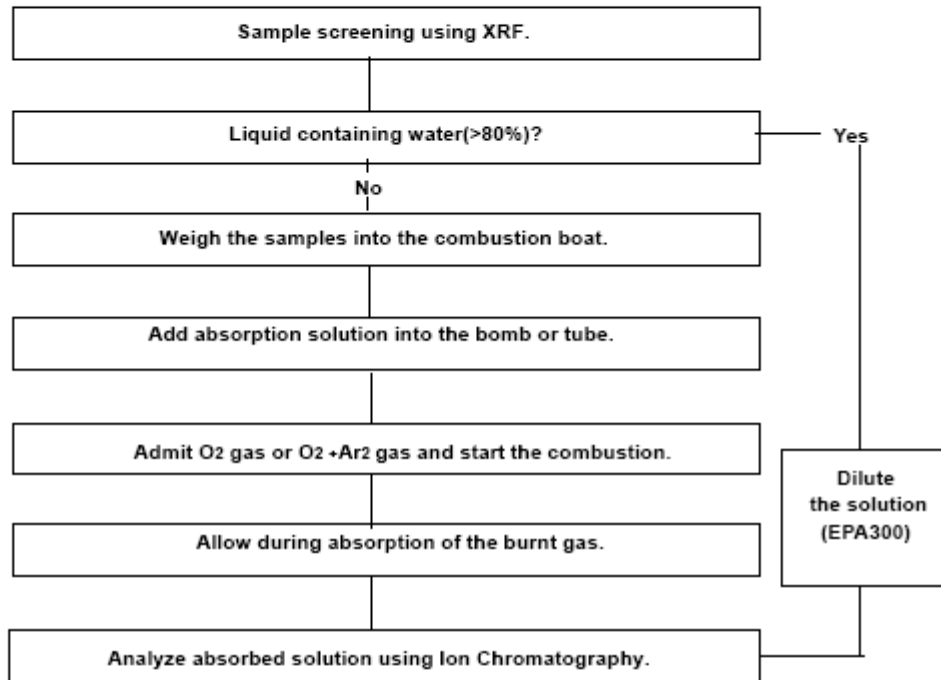 Sample screening using XRF.
Liquid containing water(>80%)?
Yes
No
Weigh the samples into the combustion boat.
Add absorption solution into the bomb or tube.
Admit O2 gas or O2 +Ar2 gas and start the combustion.
Dilute
the solution
(EPA300)
Allow during absorption of the burnt gas.
Analyze absorbed solution using Ion Chromatography.